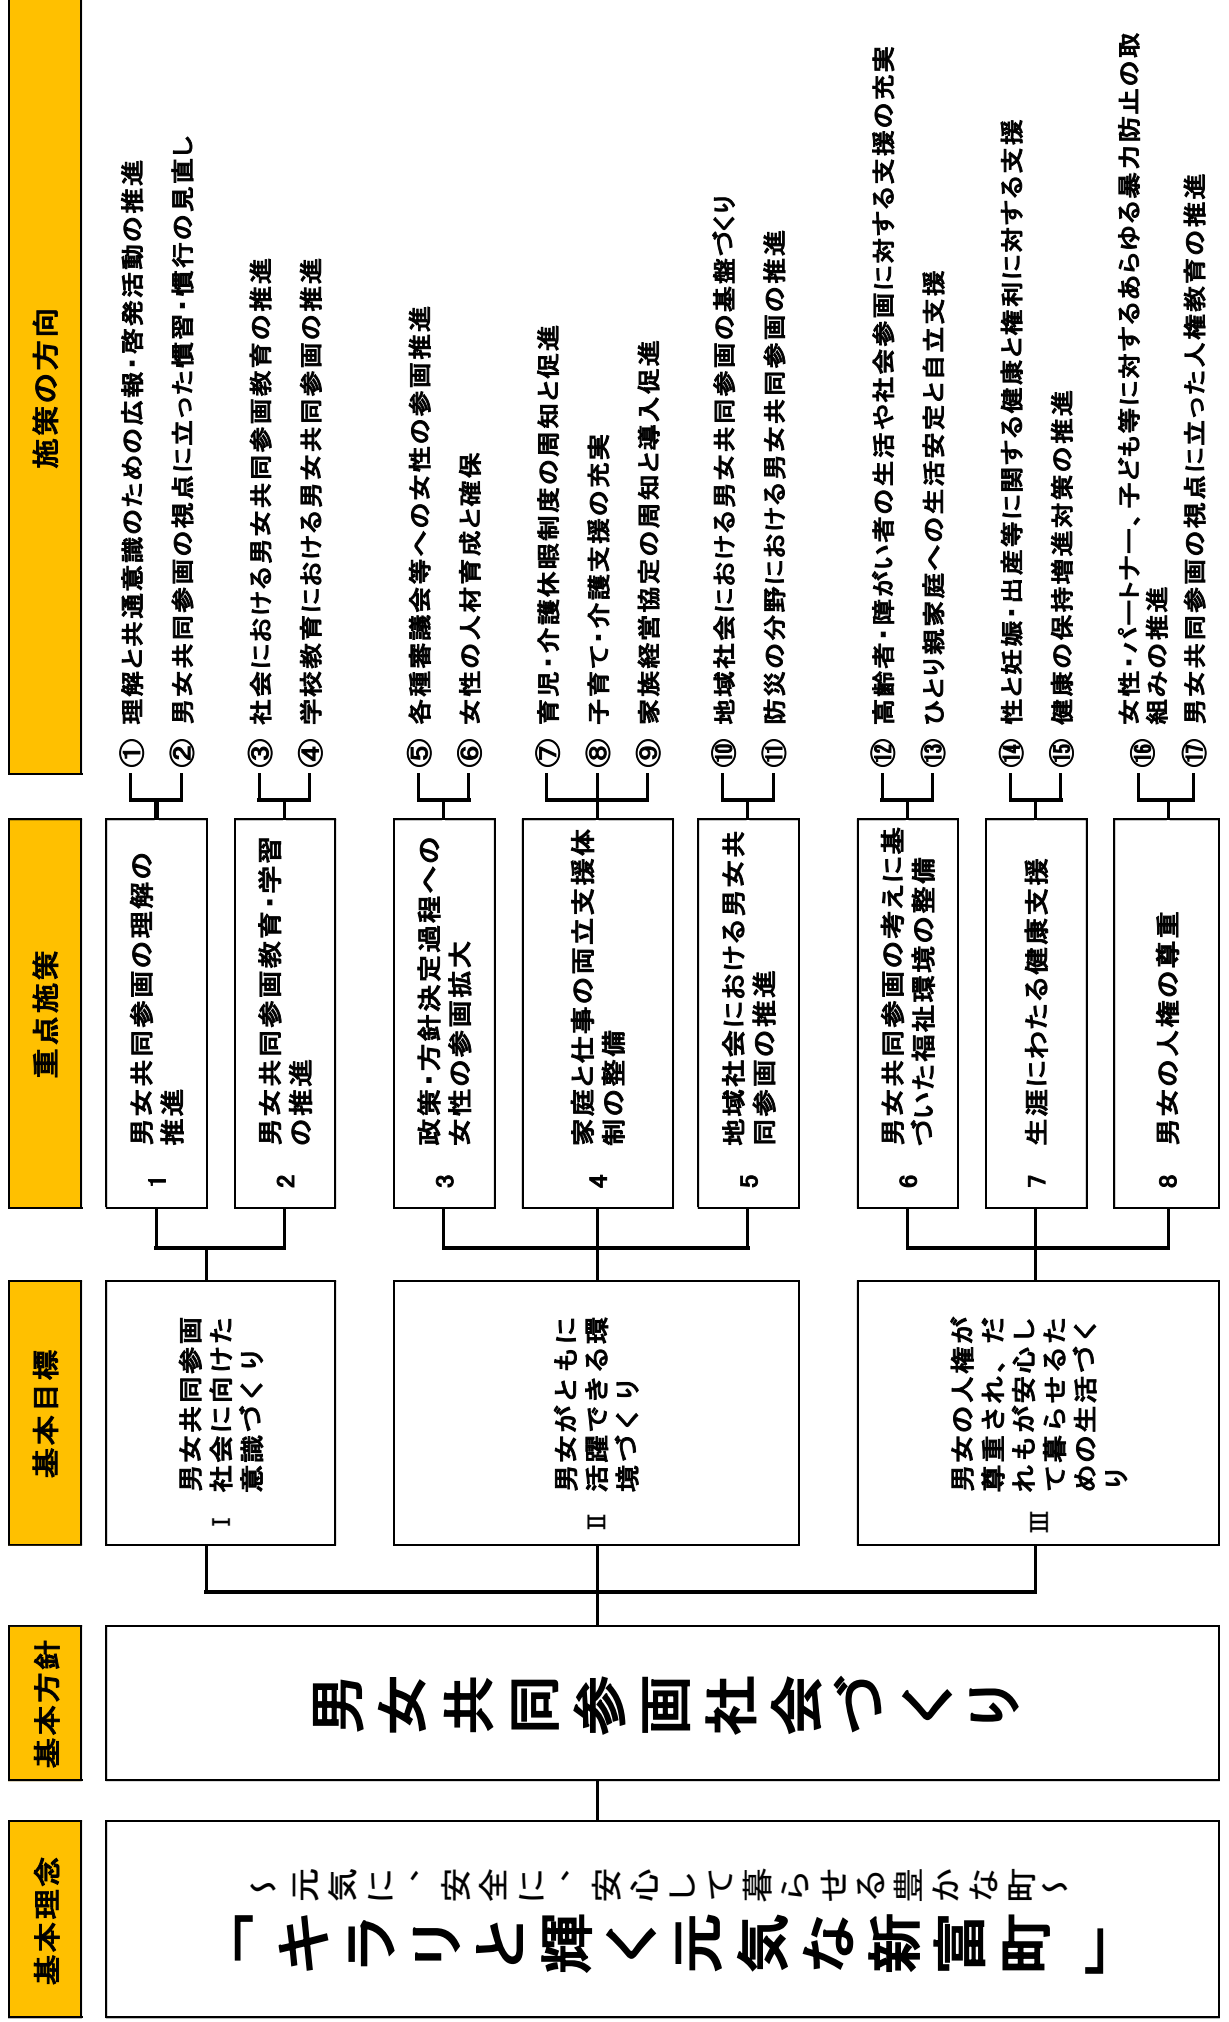 基本理念
～元気に、安全に、安心して暮らせる豊かな町～
「キラリと輝く元気な新富町」
基本方針
男女共同参画社会づくり
基本目標
Ⅰ
男女共同参画
社会に向けた
意識づくり
Ⅱ
男女がともに
活躍できる環
境づくり
Ⅲ
男女の人権が
尊重され、だ
れもが安心し
て暮らせるた
めの生活づく
り
重点施策
1
男女共同参画の理解の
推進
2
男女共同参画教育・学習
の推進
3
政策・方針決定過程への
女性の参画拡大
4
家庭と仕事の両立支援体
制の整備
5
地域社会における男女共
同参画の推進
6
男女共同参画の考えに基
づいた福祉環境の整備
7
生涯にわたる健康支援
8
男女の人権の尊重
施策の方向
① 理解と共通意識のための広報・啓発活動の推進
② 男女共同参画の視点に立った慣習・慣行の見直し
③ 社会における男女共同参画教育の推進
④ 学校教育における男女共同参画の推進
⑤ 各種審議会等への女性の参画推進
⑥ 女性の人材育成と確保
⑦ 育児・介護休暇制度の周知と促進
⑧ 子育て・介護支援の充実
⑨ 家族経営協定の周知と導入促進
⑩ 地域社会における男女共同参画の基盤づくり
⑪ 防災の分野における男女共同参画の推進
⑫ 高齢者・障がい者の生活や社会参画に対する支援の充実
⑬ ひとり親家庭への生活安定と自立支援
⑭ 性と妊娠・出産等に関する健康と権利に対する支援
⑮ 健康の保持増進対策の推進
⑯ 女性・パートナー、子ども等に対するあらゆる暴力防止の取
組みの推進
⑰ 男女共同参画の視点に立った人権教育の推進